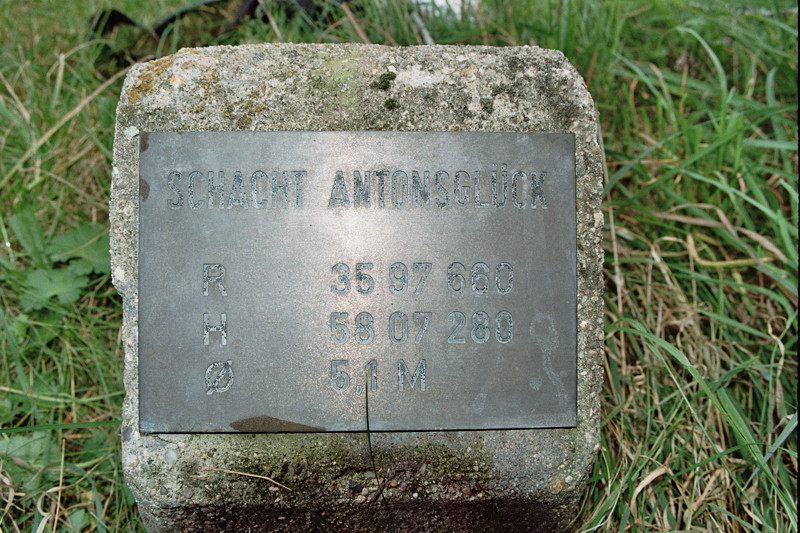 SCHACHT ANTONSGLÜCK
R 35 97 660
H 58 07 280
Ø 5,1 M